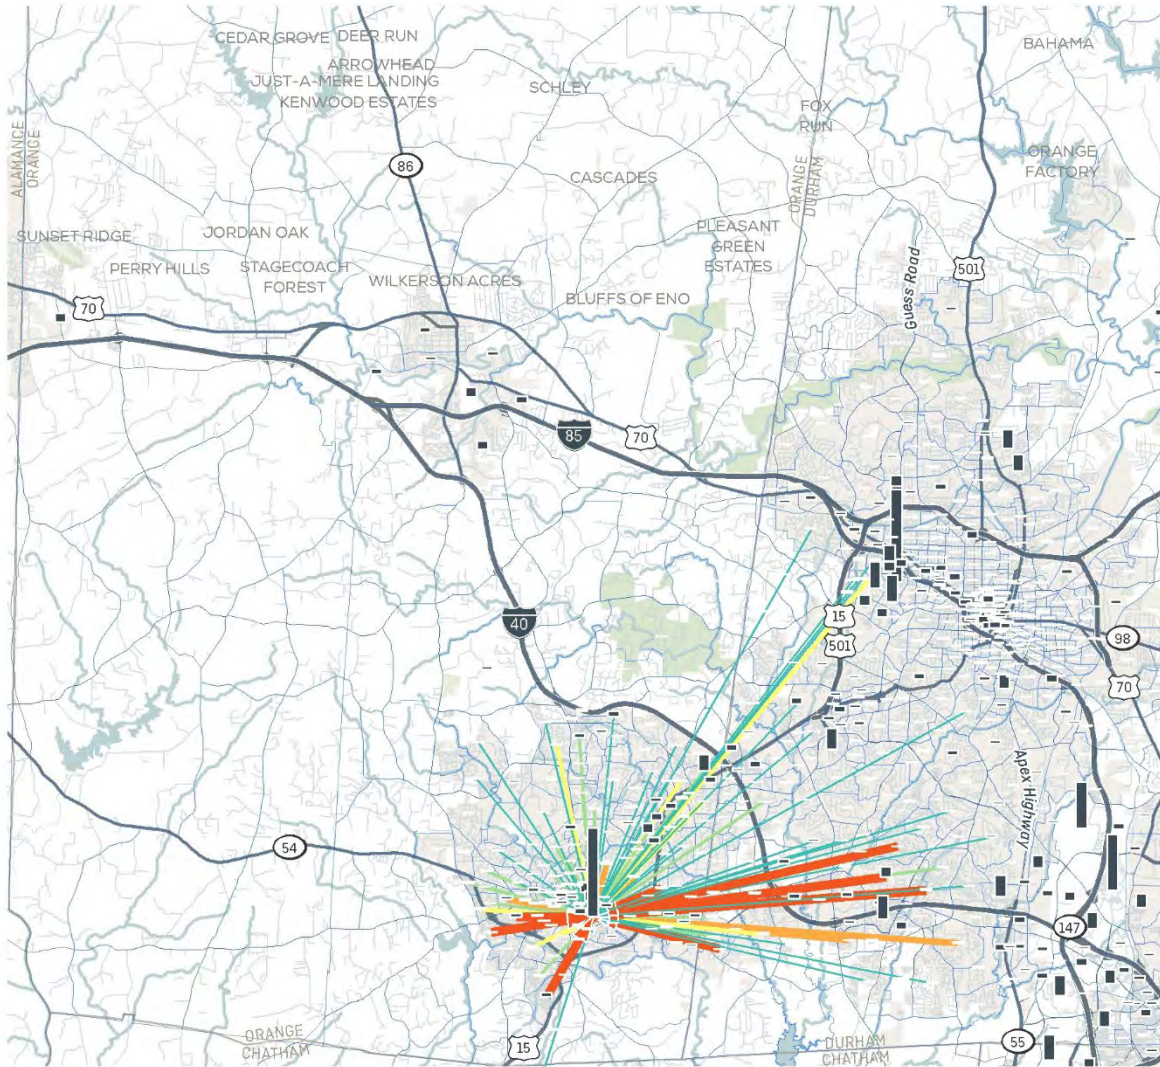 CEDAR GROVE
DEER RUN
BAHAMA
ARROWHEAD
JUST-A-MERE LANDING
KENWOOD ESTATES
SCHLEY
FOX
RUN
ORANGE
FACTORY
ALAMANCE
ORANGE
86
CASCADES
ORANGE
DURHAM
SUNSET RIDGE
JORDAN OAK
PLEASANT
GREEN
ESTATES
PERRY HILLS
STAGECOACH
FOREST
WILKERSON ACRES
BLUFFS OF ENO
Guess Road
501
70
85
70
40
15
501
98
70
54
Apex Highway
147
ORANGE
CHATHAM
15
DURHAM
CHATHAM
55